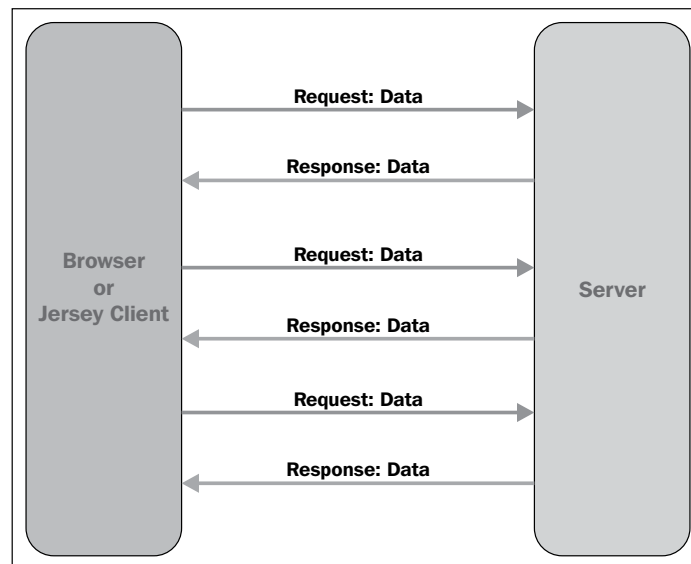 Request: Data
Response: Data
Request: Data
Browser
or
Jersey Client
Server
Response: Data
Request: Data
Response: Data